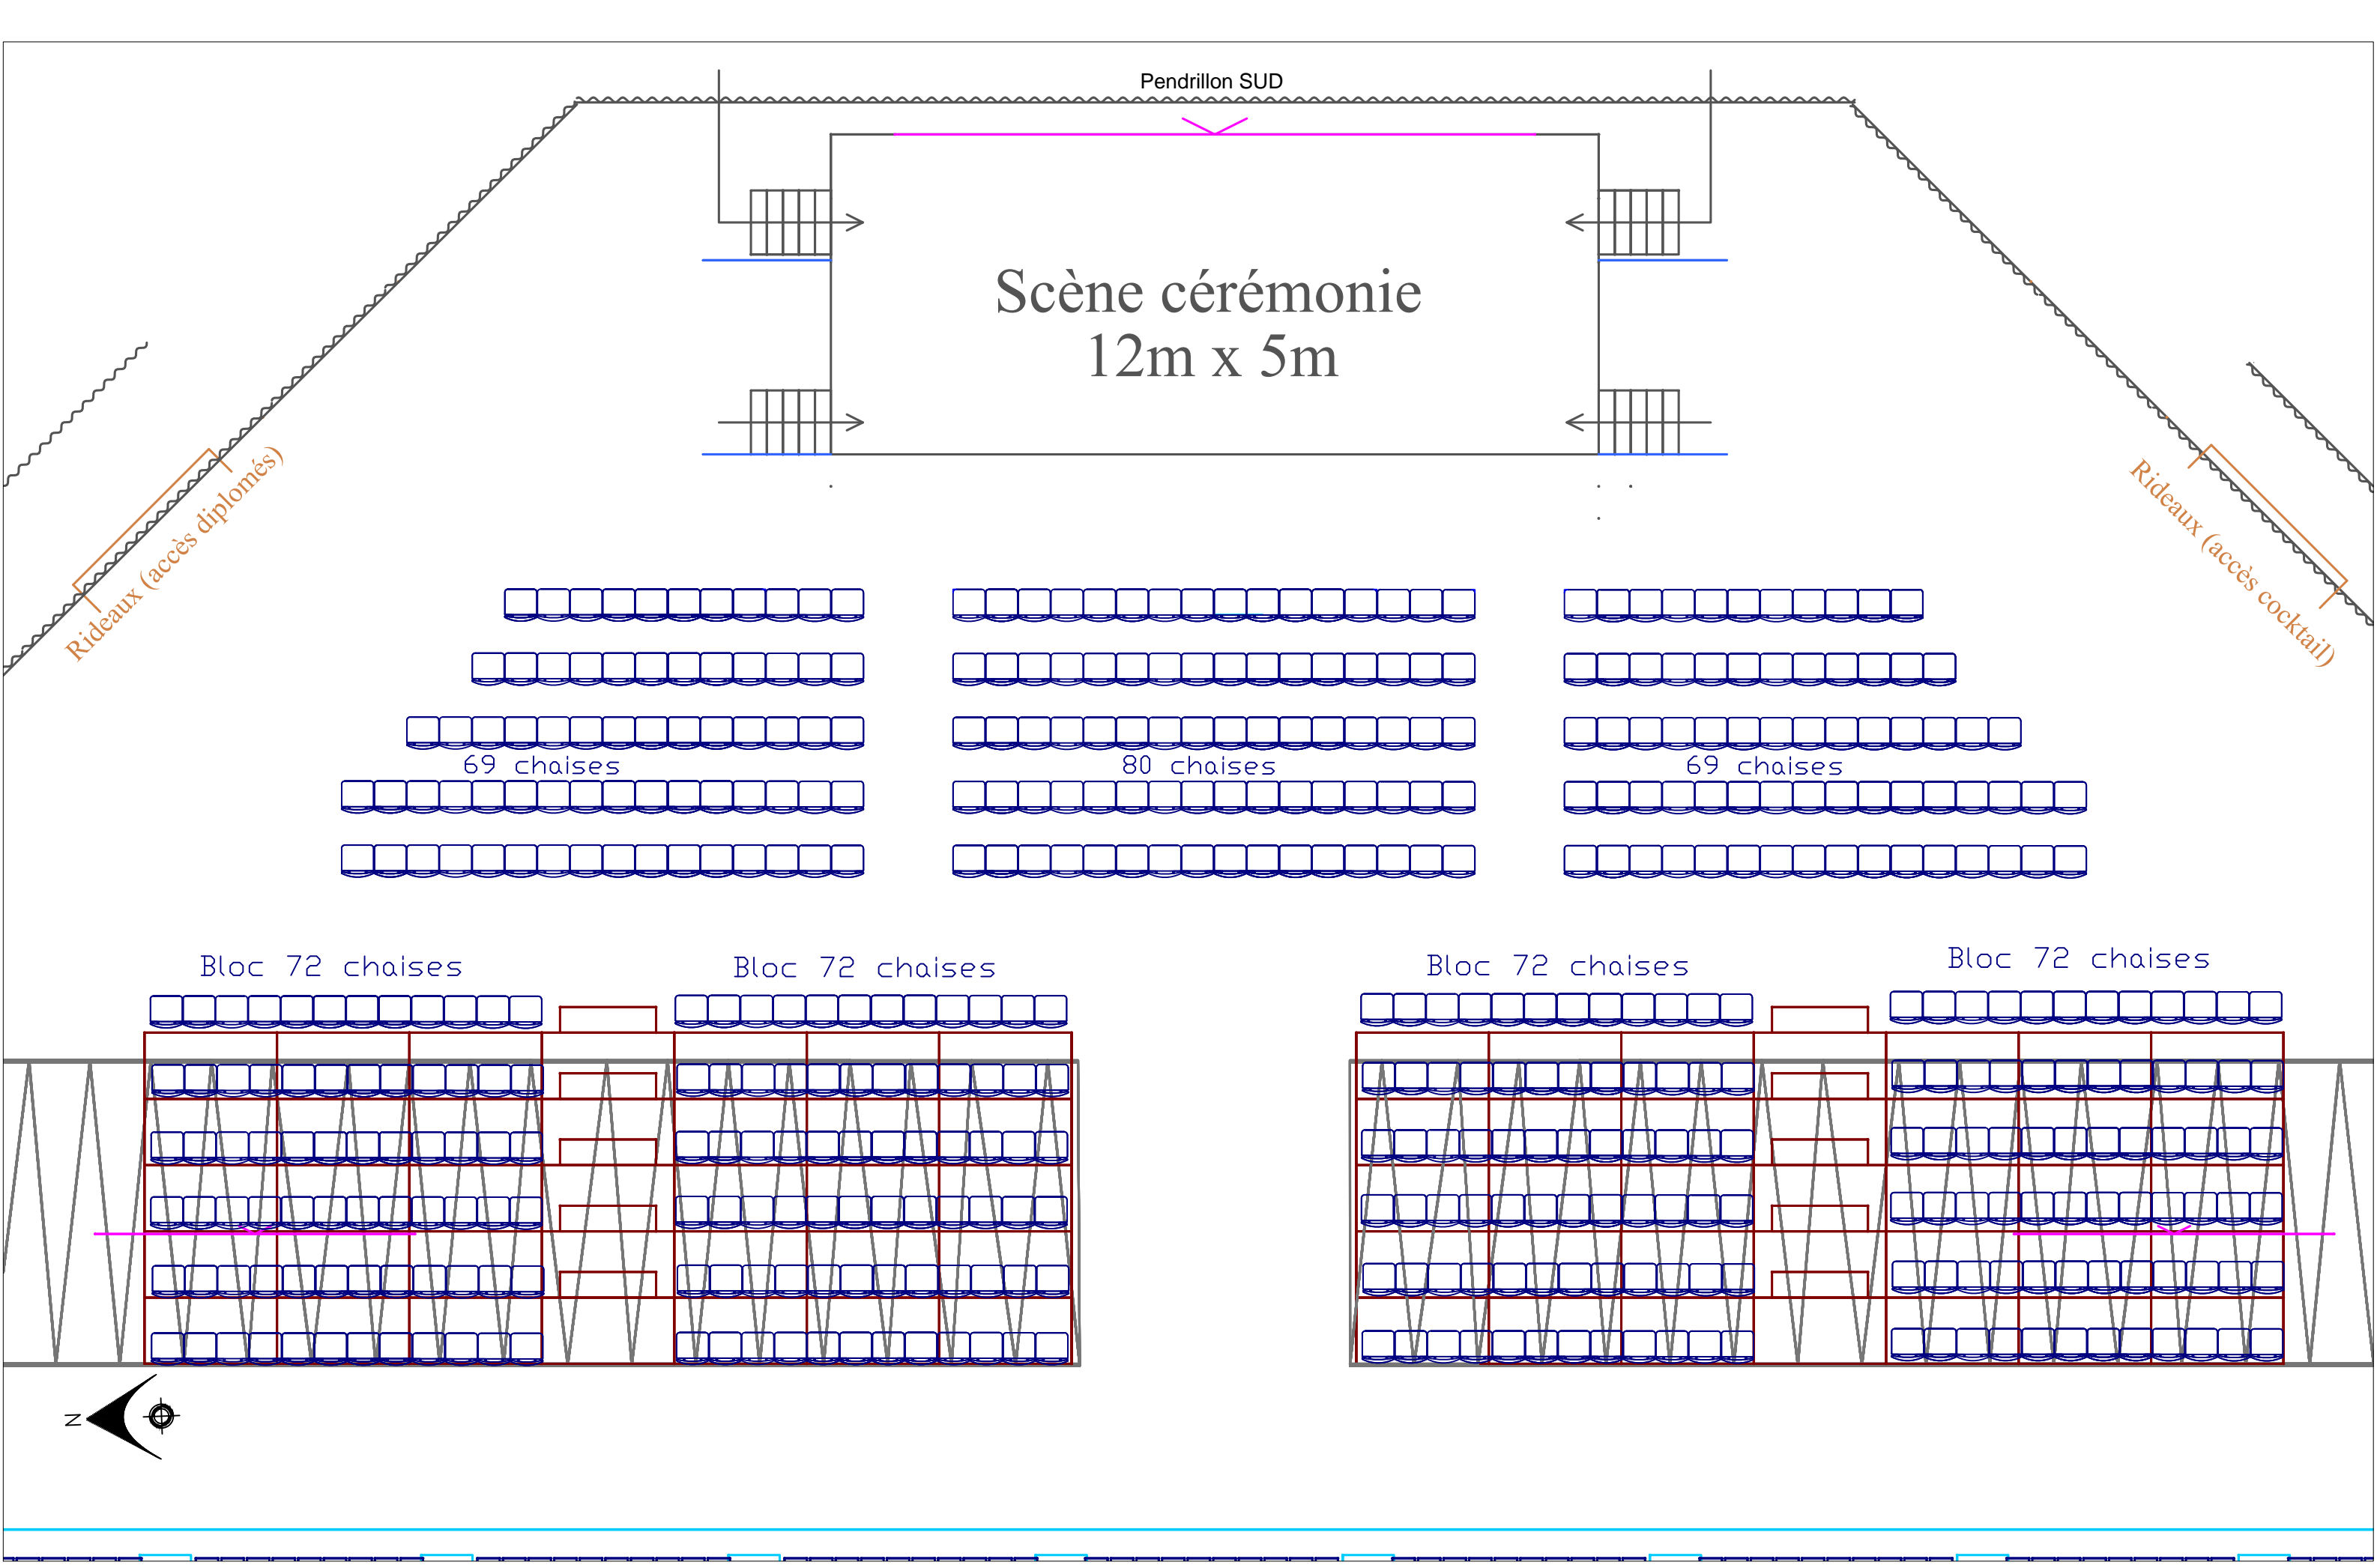 Pendrillon SUD
Scène cérémonie
12m x 5m
Rideaux (accès diplomés)
Rideaux (accès cocktail)
69 chaises
80 chaises
69 chaises
Bloc 72 chaises
Bloc 72 chaises
Bloc 72 chaises
Bloc 72 chaises
N